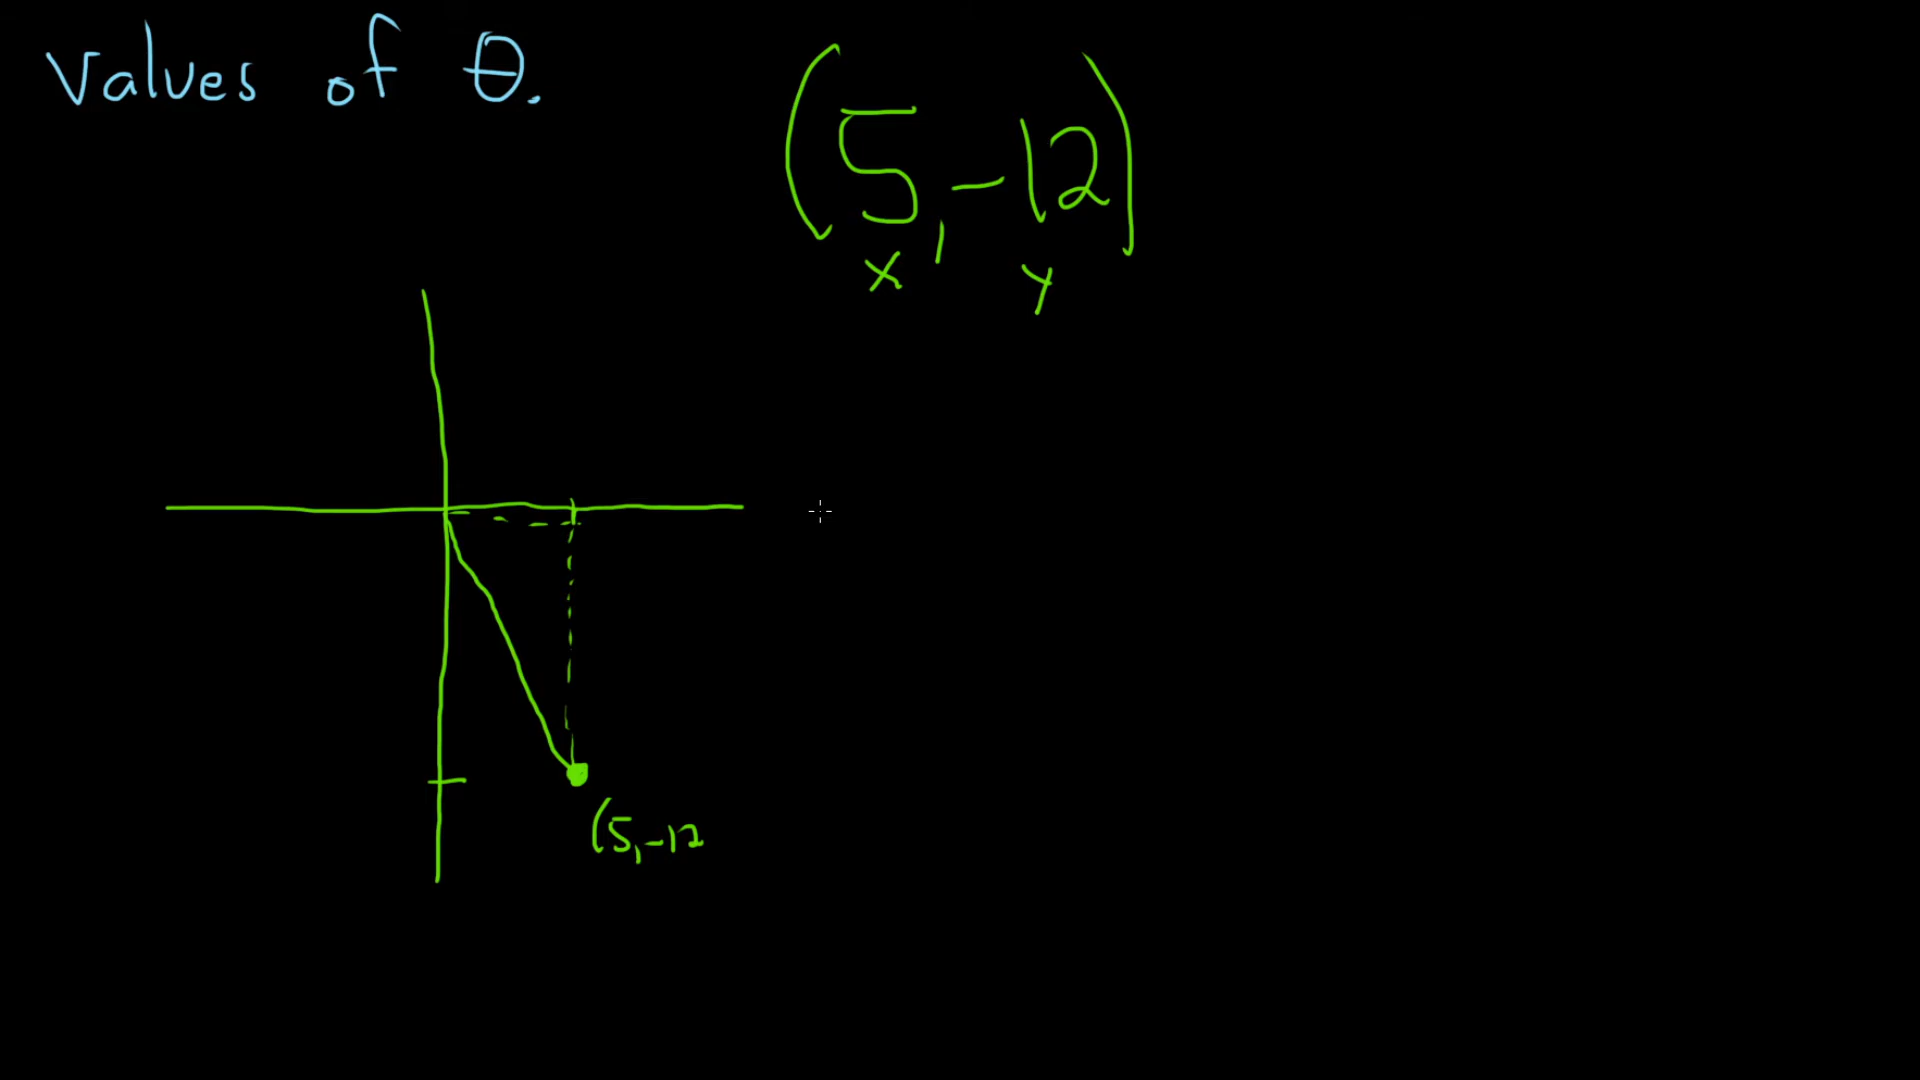 Values of θ.
(5,-12)
x y
(5,-12